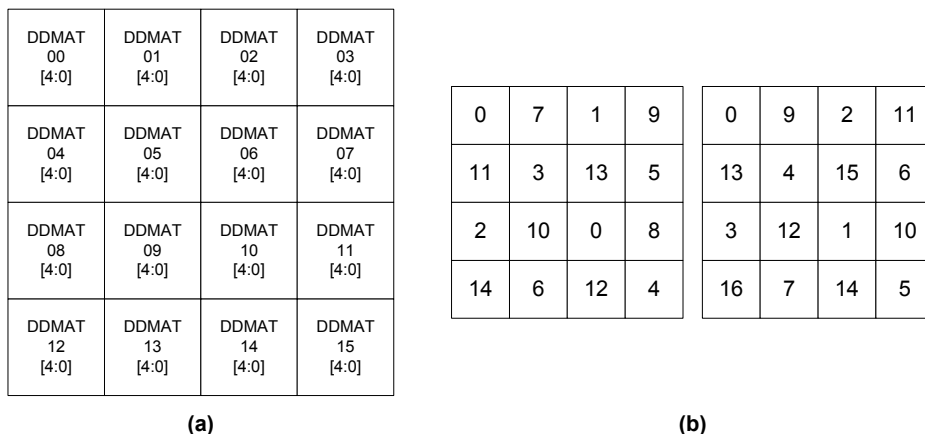 DDMAT DDMAT DDMAT DDMAT
00 01 02 03
[4:0] [4:0] [4:0] [4:0]
DDMAT DDMAT DDMAT DDMAT
04 05 06 07
[4:0] [4:0] [4:0] [4:0]
DDMAT DDMAT DDMAT DDMAT
08 09 10 11
[4:0] [4:0] [4:0] [4:0]
DDMAT DDMAT DDMAT DDMAT
12 13 14 15
[4:0] [4:0] [4:0] [4:0]
(a)
0 7 1 9
11 3 13 5
2 10 0 8
14 6 12 4
0 9 2 11
13 4 15 6
3 12 1 10
16 7 14 5
(b)